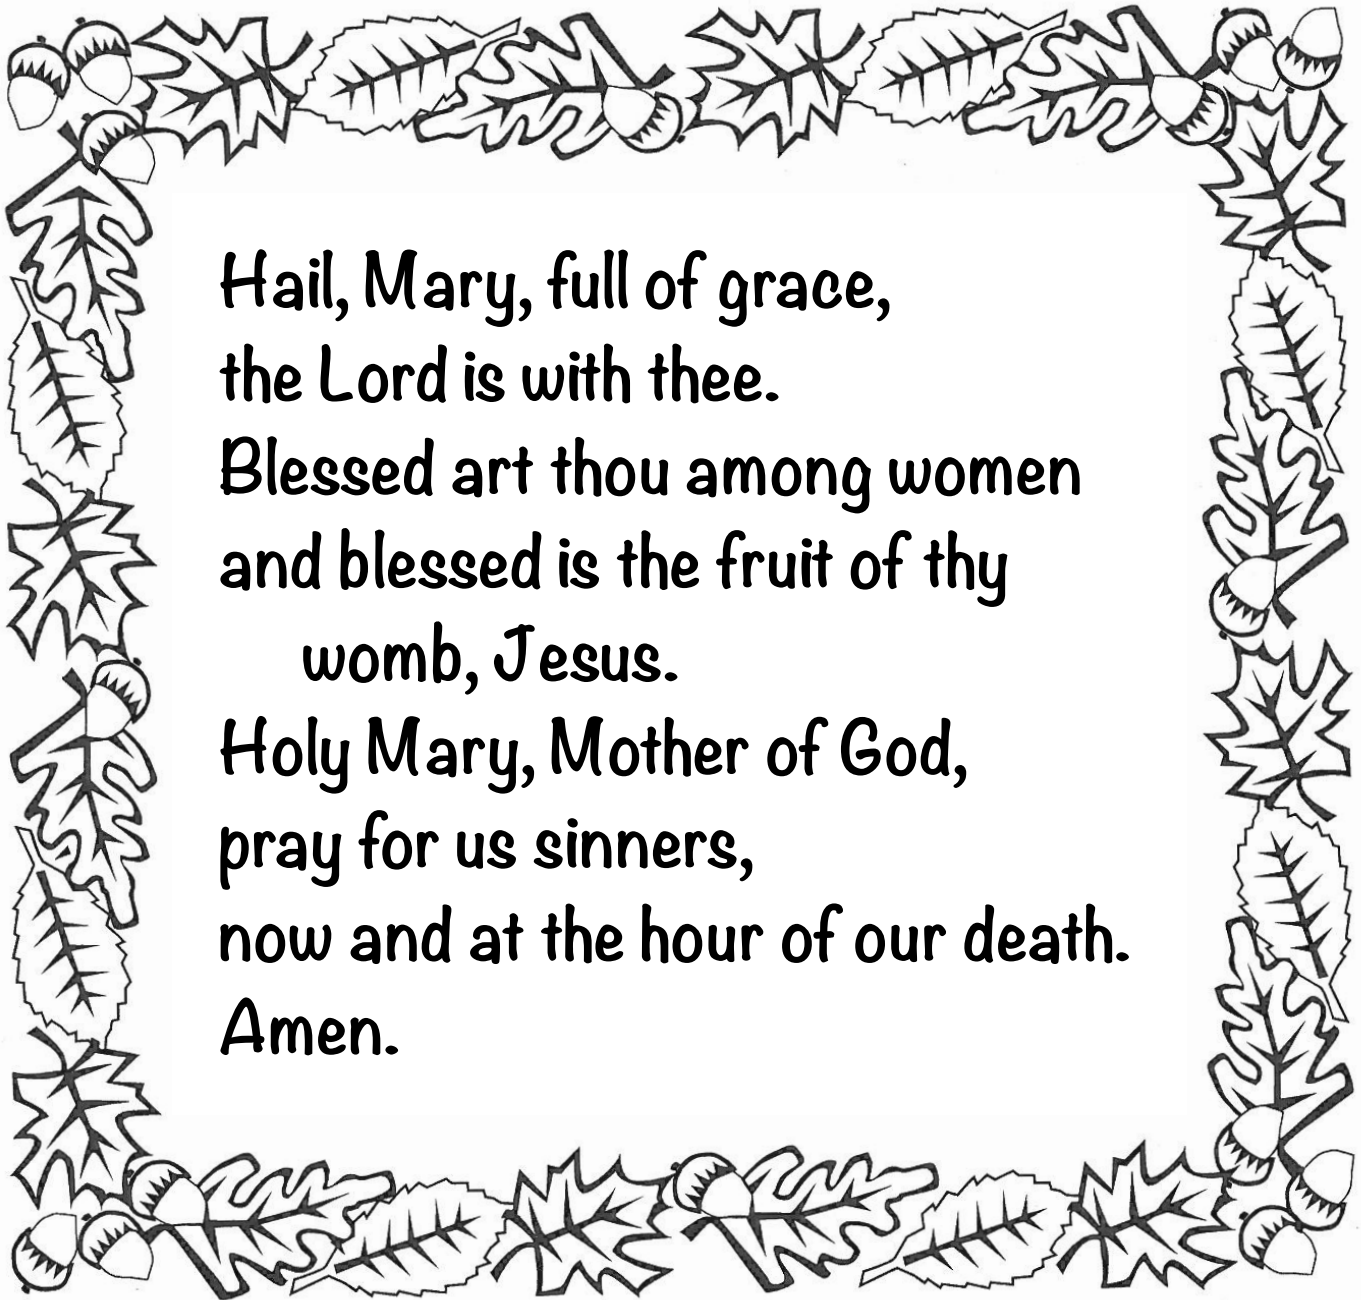 Hail, Mary, full of grace,
the Lord is with thee.
Blessed art thou among women
and blessed is the fruit of thy
womb, Jesus.
Holy Mary, Mother of God,
pray for us sinners,
now and at the hour of our death.
Amen.